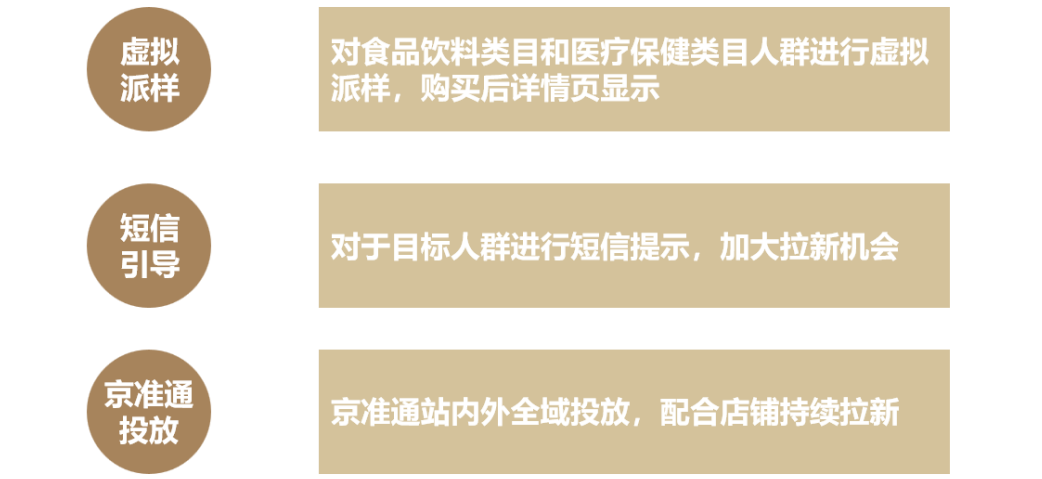 虚拟
派样
对食品饮料类目和医疗保健类目人群进行虚拟
派样，购买后详情页显示
短信
引导
对于目标人群进行短信提示，加大拉新机会
京准通
投放
京准通站内外全域投放，配合店铺持续拉新